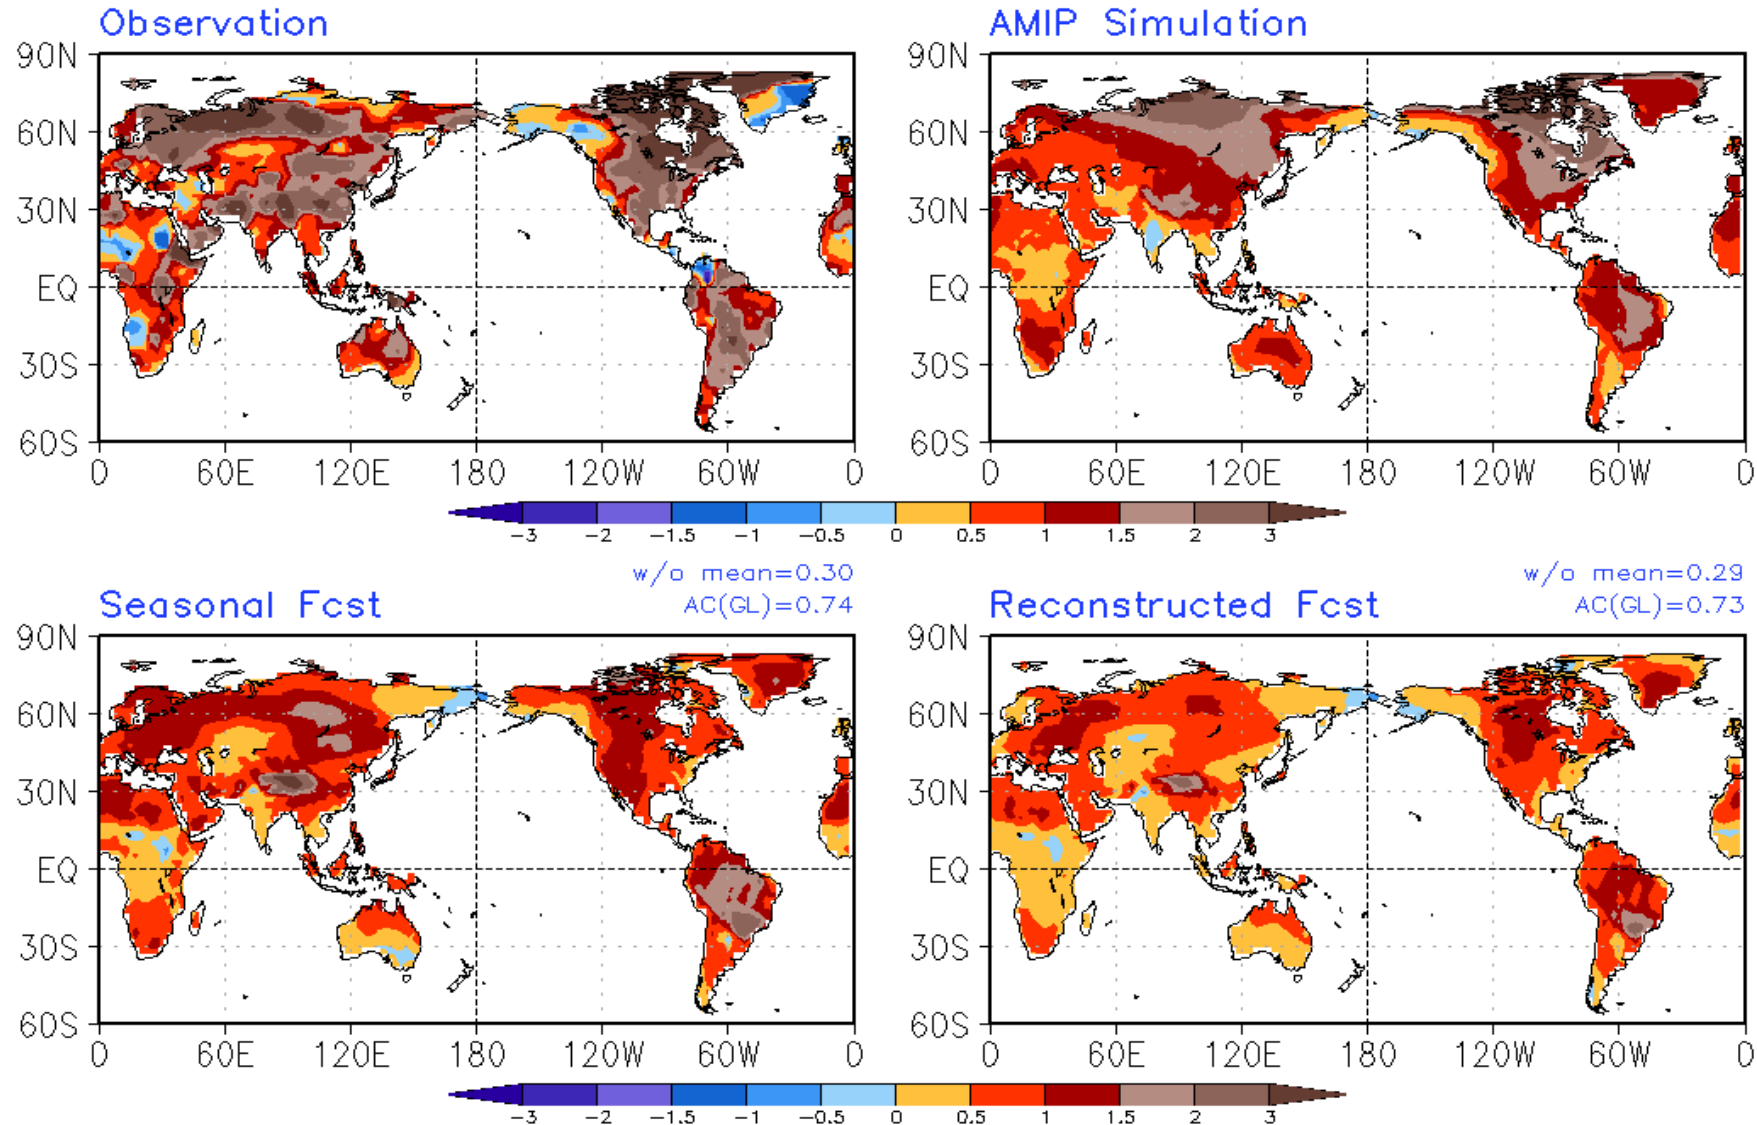 Observation
AMIP Simulation
90N 60N 30N EQ 30S 60S
0 60E 120E 180 120W 60W 0
90N 60N 30N EQ 30S 60S
0 60E 120E 180 120W 60W 0
-3 -2 -1.5 -1 -0.5 0 0.5 1 1.5 2 3
w/o mean=0.30
Seasonal Fcst AC(GL)=0.74
w/o mean=0.29
Reconstructed Fcst AC(GL)=0.73
90N 60N 30N EQ 30S 60S
0 60E 120E 180 120W 60W 0
90N 60N 30N EQ 30S 60S
0 60E 120E 180 120W 60W 0
-3 -2 -1.5 -1 -0.5 0 0.5 1 1.5 2 3